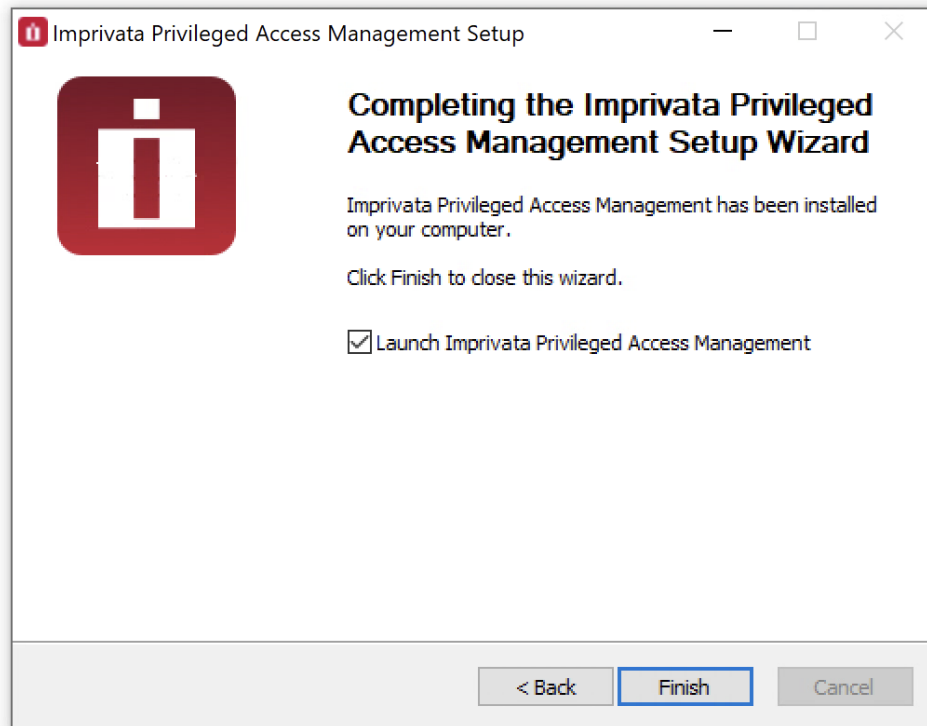 Imprivata Privileged Access Management Setup
Completing the Imprivata Privileged
Access Management Setup Wizard
Imprivata Privileged Access Management has been installed
on your computer.
Click Finish to close this wizard.
Launch Imprivata Privileged Access Management
< Back
Finish
Cancel